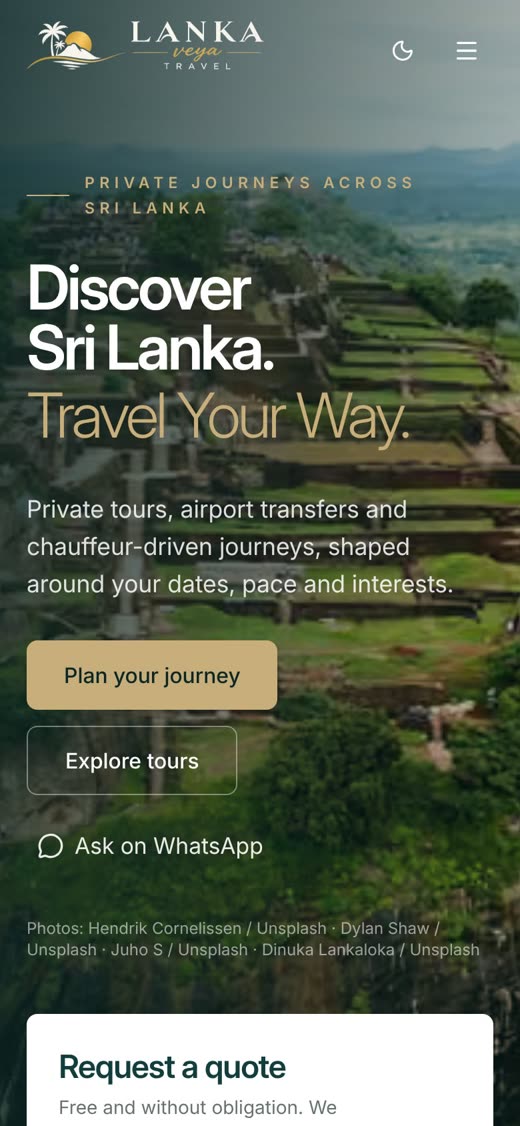 LANKA
veya
TRAVEL
PRIVATE JOURNEYS ACROSS
SRI LANKA
Discover
Sri Lanka.
Travel Your Way.
Private tours, airport transfers and
chauffeur-driven journeys, shaped
around your dates, pace and interests.
Plan your journey
Explore tours
Ask on WhatsApp
Photos: Hendrik Cornelissen / Unsplash · Dylan Shaw /
Unsplash · Juho S / Unsplash · Dinuka Lankaloka / Unsplash
Request a quote
Free and without obligation. We